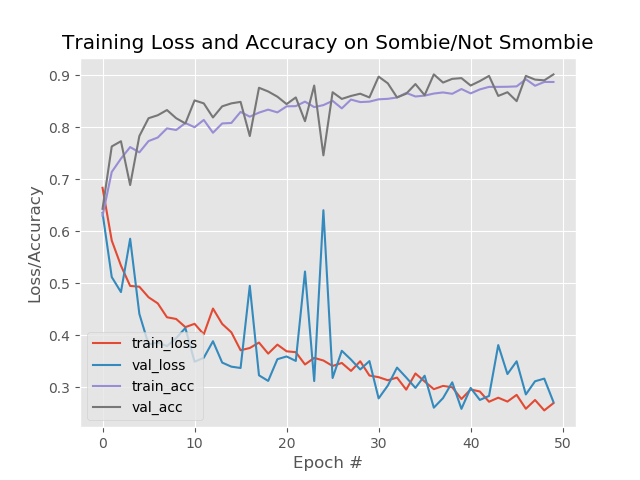 Training Loss and Accuracy on Sombie/Not Smombie
Loss/Accuracy
0.9
0.8
0.7
0.6
0.5
0.4
0.3
train_loss
val_loss
train_acc
val_acc
0 10 20 30 40 50
Epoch #